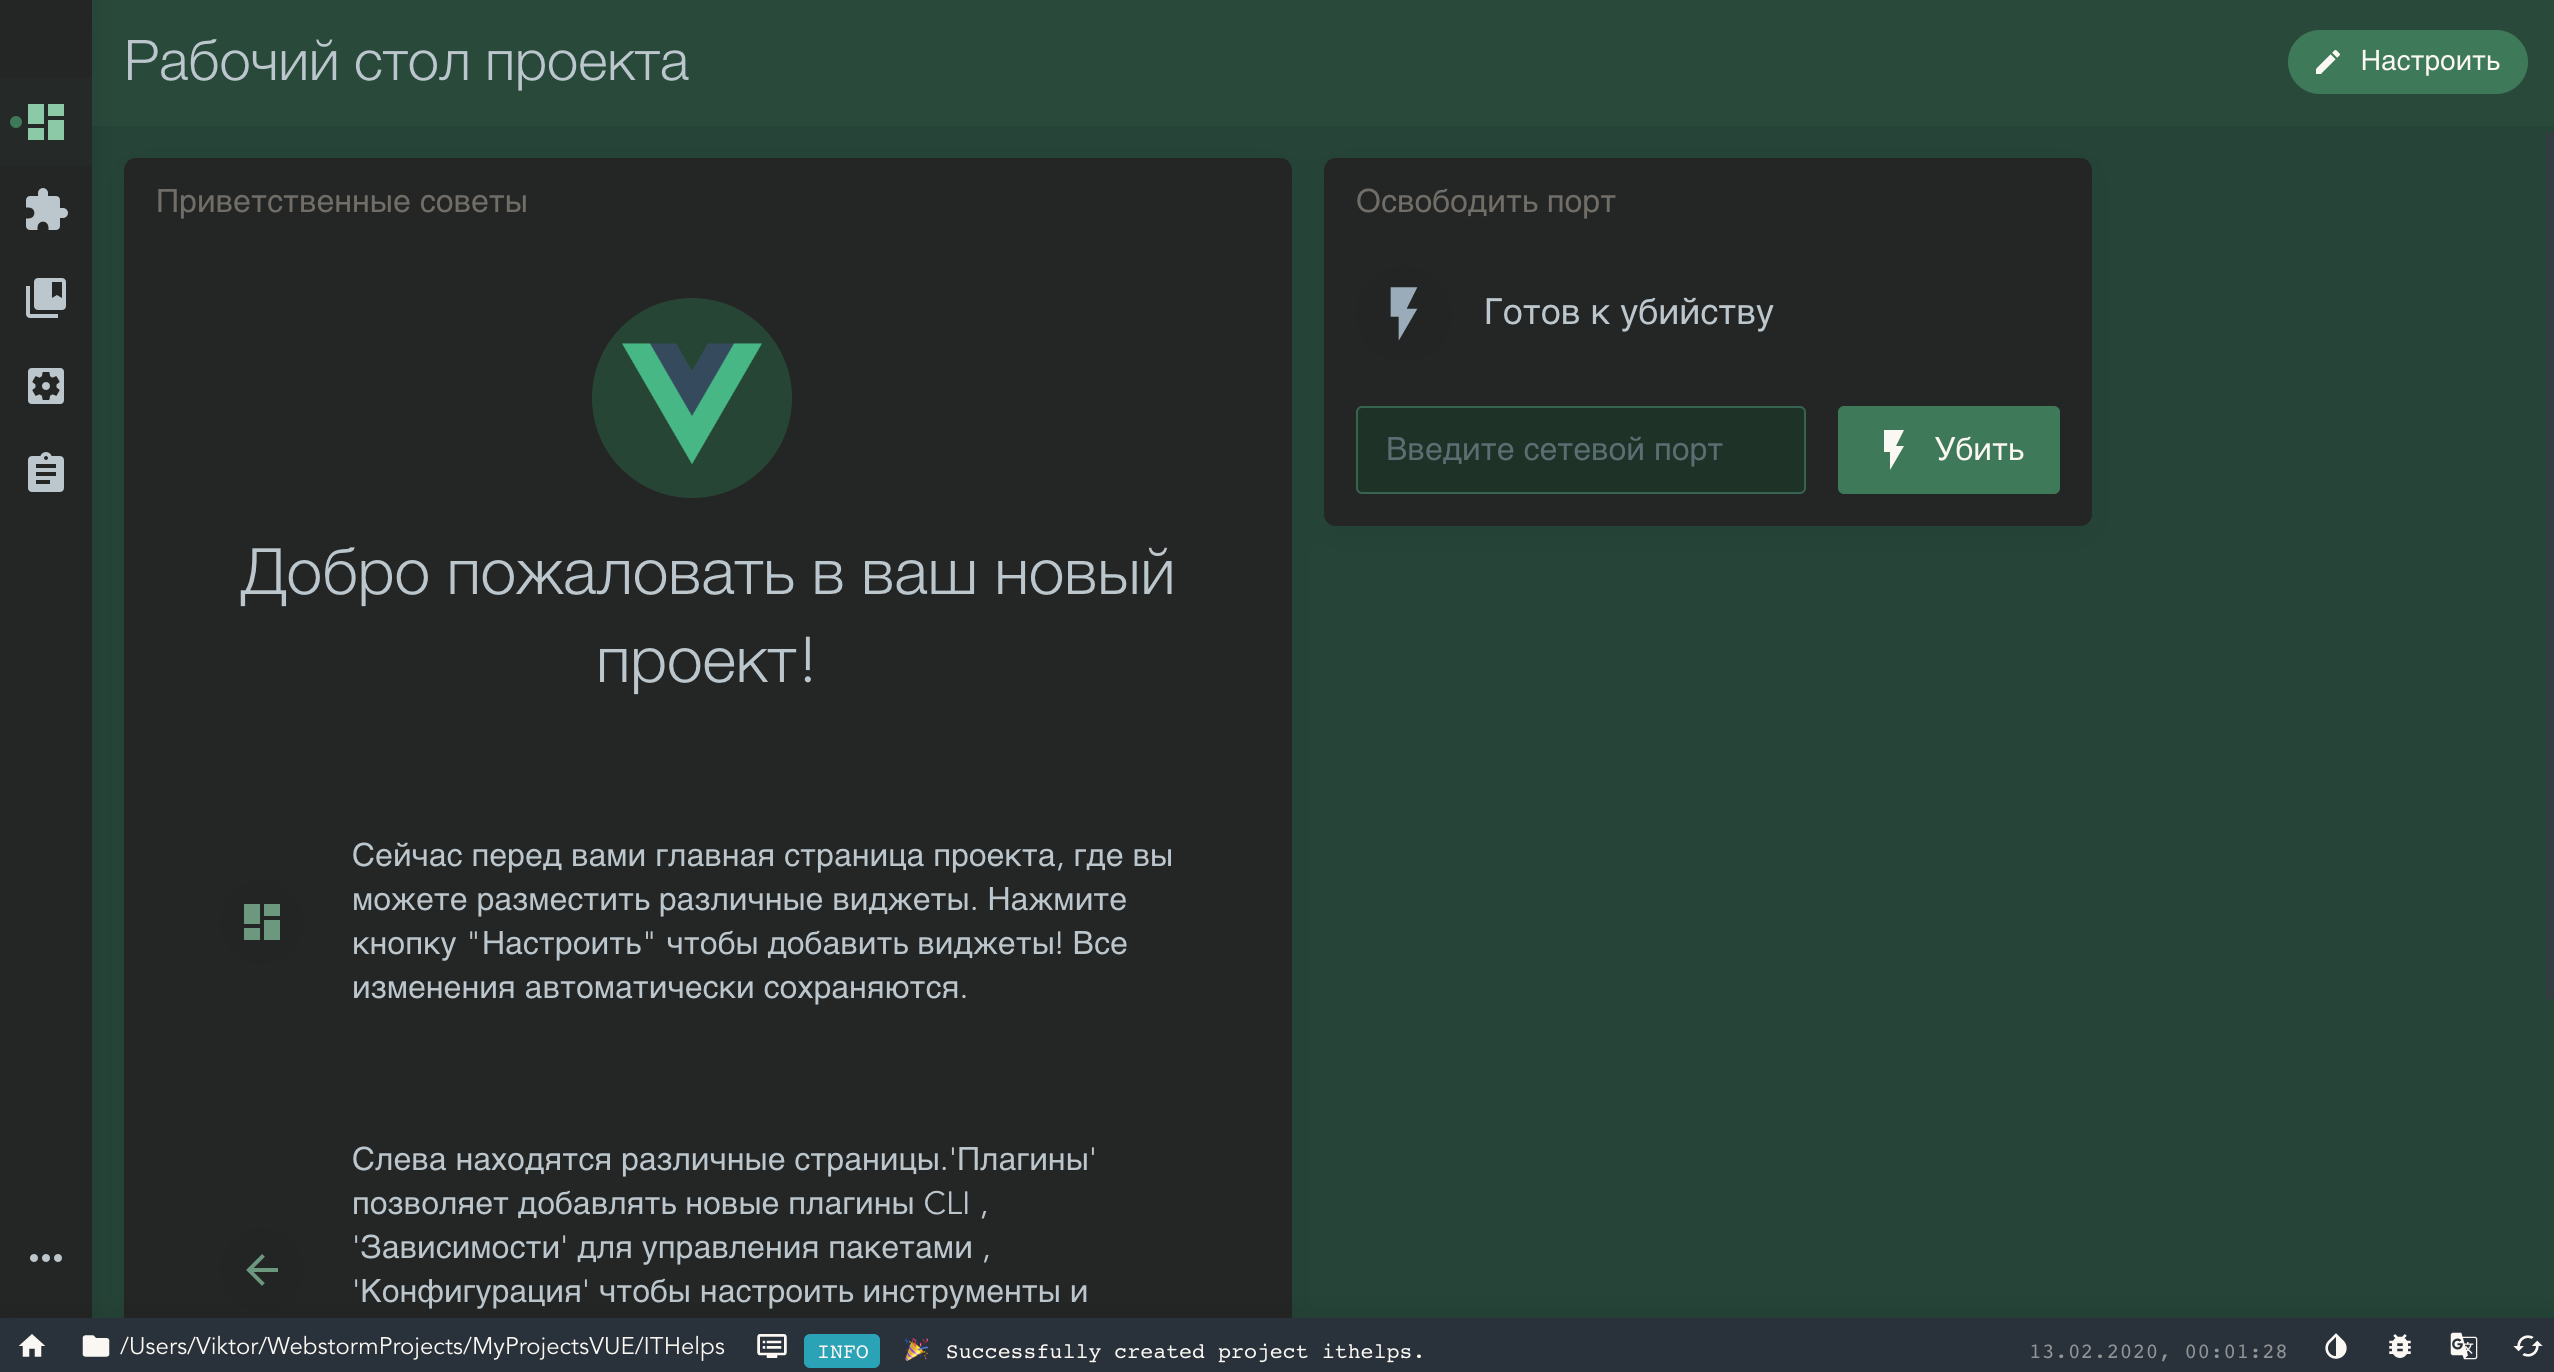 Рабочий стол проекта
Настроить
Приветственные советы
Добро пожаловать в ваш новый
проект!
Сейчас перед вами главная страница проекта, где вы
можете разместить различные виджеты. Нажмите
кнопку "Настроить" чтобы добавить виджеты! Все
изменения автоматически сохраняются.
Слева находятся различные страницы.'Плагины'
позволяет добавлять новые плагины CLI ,
'Зависимости' для управления пакетами ,
'Конфигурация' чтобы настроить инструменты и
Освободить порт
Готов к убийству
Введите сетевой порт
Убить
/Users/Viktor/WebstormProjects/MyProjectsVUE/ITHelps
INFO
🎉 Successfully created project ithelps.
13.02.2020, 00:01:28